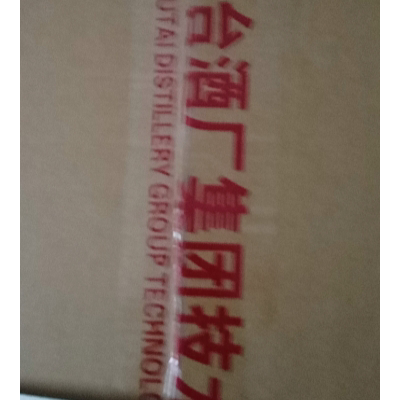 台酒厂集团技
UTAI DISTILLERY GROUP TECHNOLO